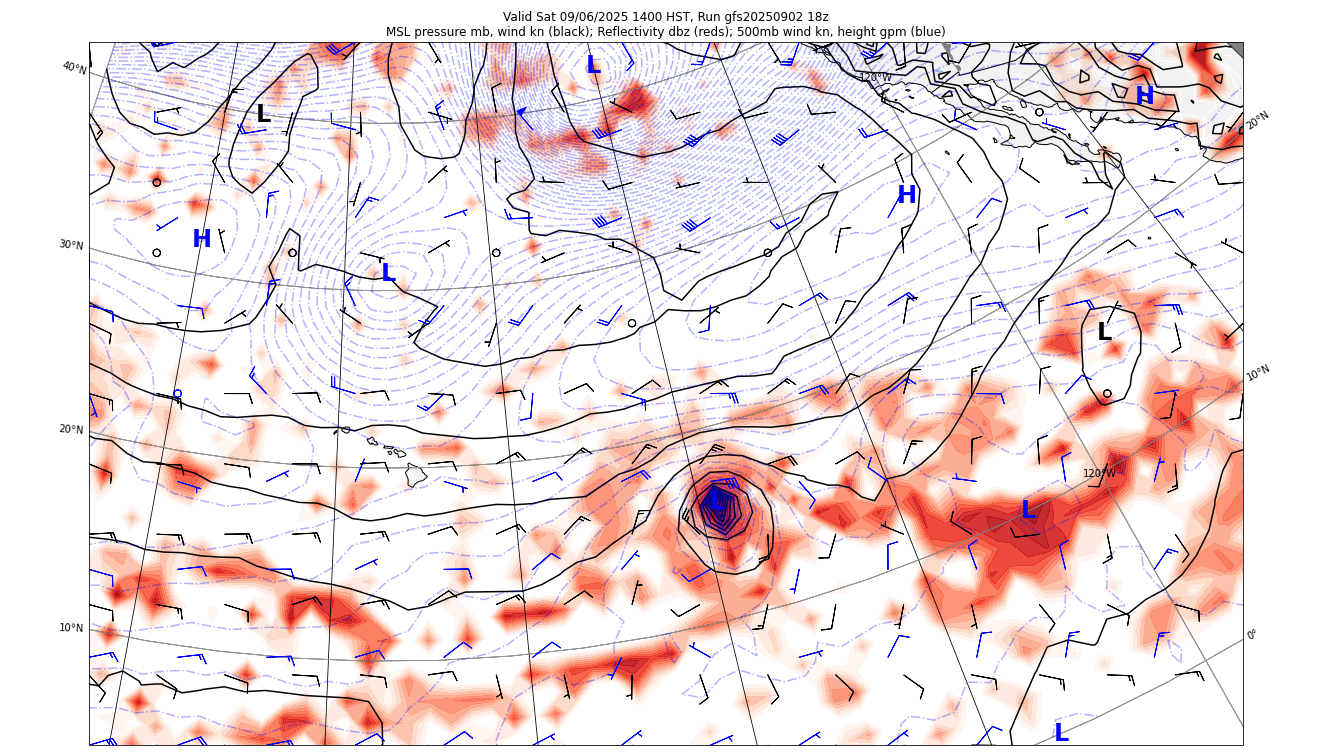 Valid Sat 09/06/2025 1400 HST, Run gfs20250902 18z
MSL pressure mb, wind kn (black); Reflectivity dbz (reds); 500mb wind kn, height gpm (blue)
40°N
L
L
120°W
H
20°N
H
H
30°N
L
L
10°N
20°N
120°W
L
L
10°N
0°
L